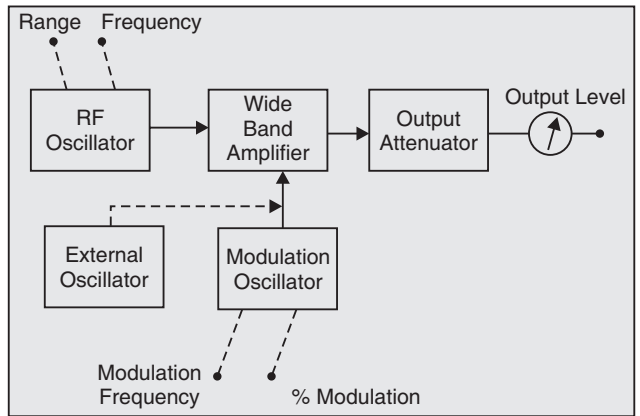 Range Frequency
RF
Oscillator
Wide
Band
Amplifier
Output
Attenuator
Output Level
External
Oscillator
Modulation
Oscillator
Modulation
Frequency
% Modulation